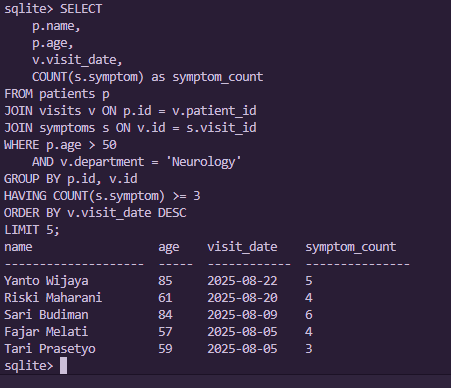 sqlite> SELECT
    p.name,
    p.age,
    v.visit_date,
    COUNT(s.symptom) as symptom_count
FROM patients p
JOIN visits v ON p.id = v.patient_id
JOIN symptoms s ON v.id = s.visit_id
WHERE p.age > 50
    AND v.department = 'Neurology'
GROUP BY p.id, v.id
HAVING COUNT(s.symptom) >= 3
ORDER BY v.visit_date DESC
LIMIT 5;
name                 age   visit_date   symptom_count
-------------------- ----- ------------ ---------------
Yanto Wijaya         85    2025-08-22   5
Riski Maharani       61    2025-08-20   4
Sari Budiman         84    2025-08-09   6
Fajar Melati         57    2025-08-05   4
Tari Prasetyo        59    2025-08-05   3
sqlite>